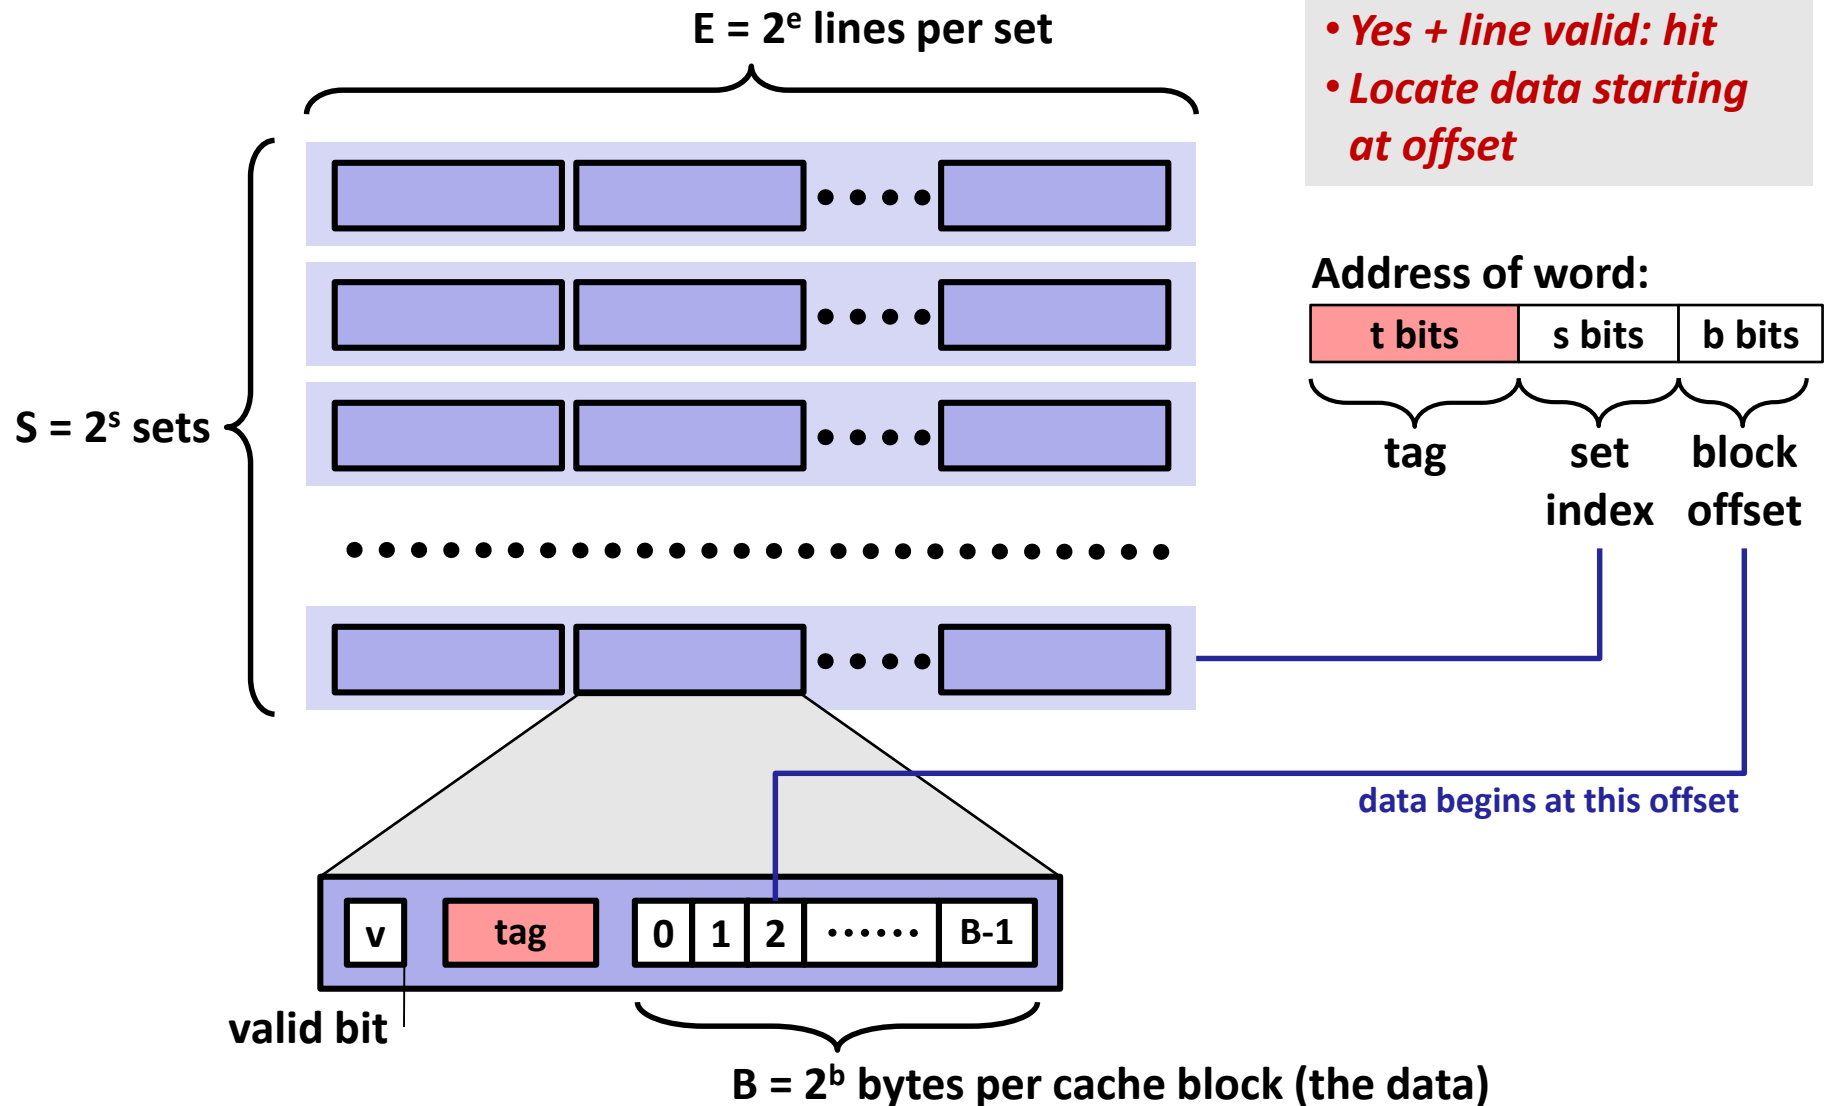 E = 2ᵉ lines per set
• Yes + line valid: hit
• Locate data starting
at offset
Address of word:
t bits s bits b bits
tag set block
index offset
S = 2ˢ sets
data begins at this offset
v tag 0 1 2 •••••• B-1
valid bit
B = 2ᵇ bytes per cache block (the data)